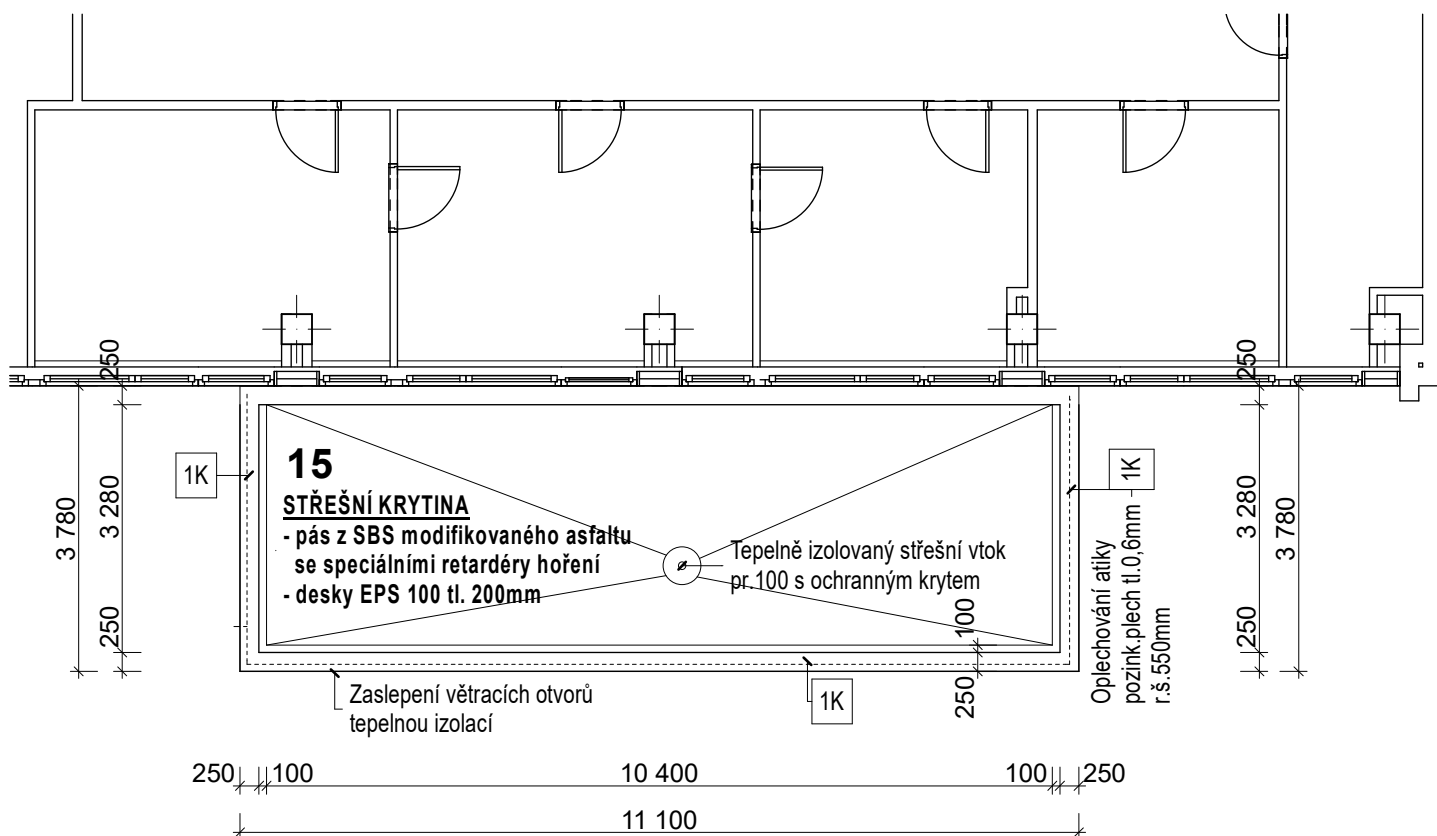 250
3 280
3 780
250
1K
15
STŘEŠNÍ KRYTINA
- pás z SBS modifikovaného asfaltu
se speciálními retardéry hoření
- desky EPS 100 tl. 200mm
Tepelně izolovaný střešní vtok
pr.100 s ochranným krytem
100
250
1K
Zaslepení větracích otvorů
tepelnou izolací
1K
Oplechování atiky
pozink.plech tl.0,6mm
r.š.550mm
250
3 280
3 780
250
250
100
10 400
100
250
11 100